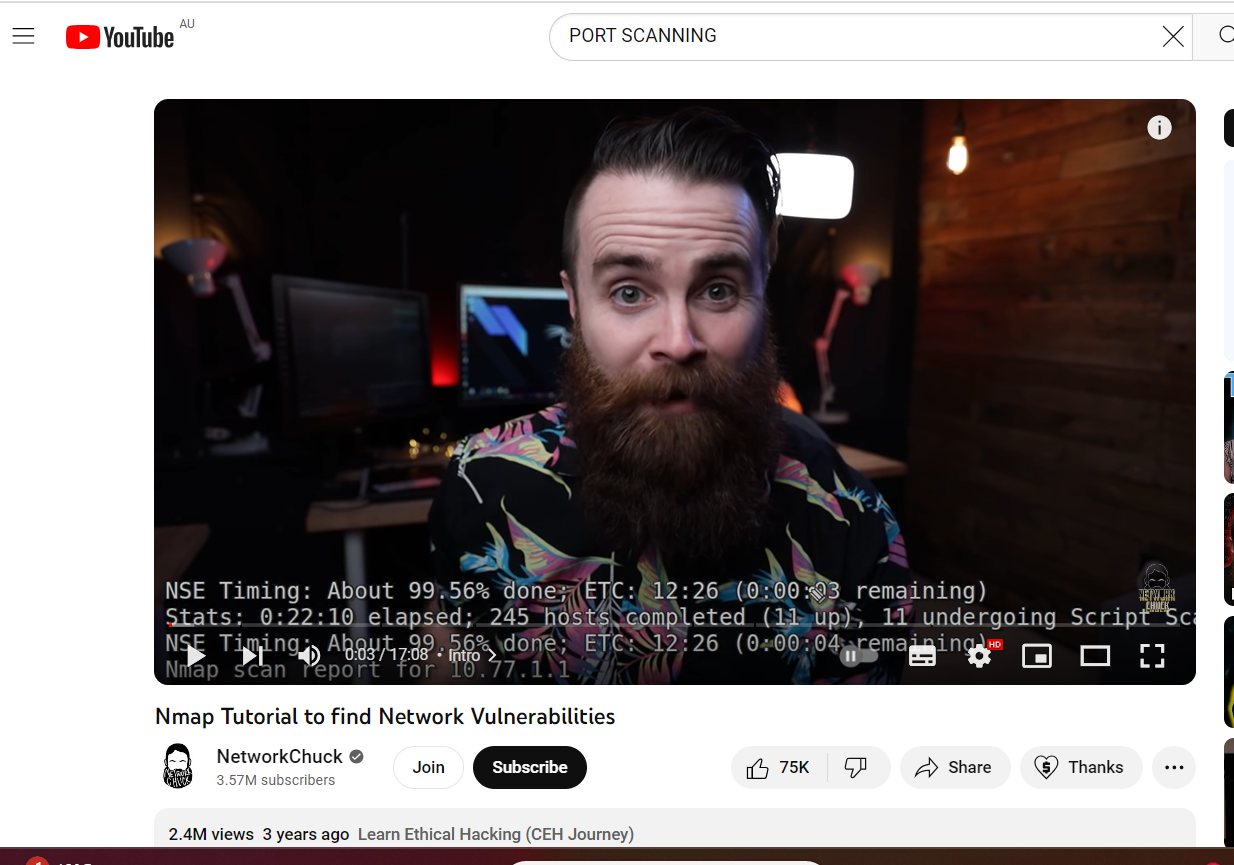 YouTube AU
PORT SCANNING
NSE Timing: About 99.56% done; ETC: 12:26 (0:00:03 remaining)
Stats: 0:22:10 elapsed; 245 hosts completed (11 up), 11 undergoing Script
NSE Timing: About 99.56% done; ETC: 12:26 (0:00:04 remaining)
0:03 / 17:08 • Intro
HD
Nmap scan report for 10.77.1.1
NETWORK
CHUCK
Nmap Tutorial to find Network Vulnerabilities
NetworkChuck
3.57M subscribers
Join
Subscribe
75K
Share
Thanks
2.4M views 3 years ago Learn Ethical Hacking (CEH Journey)